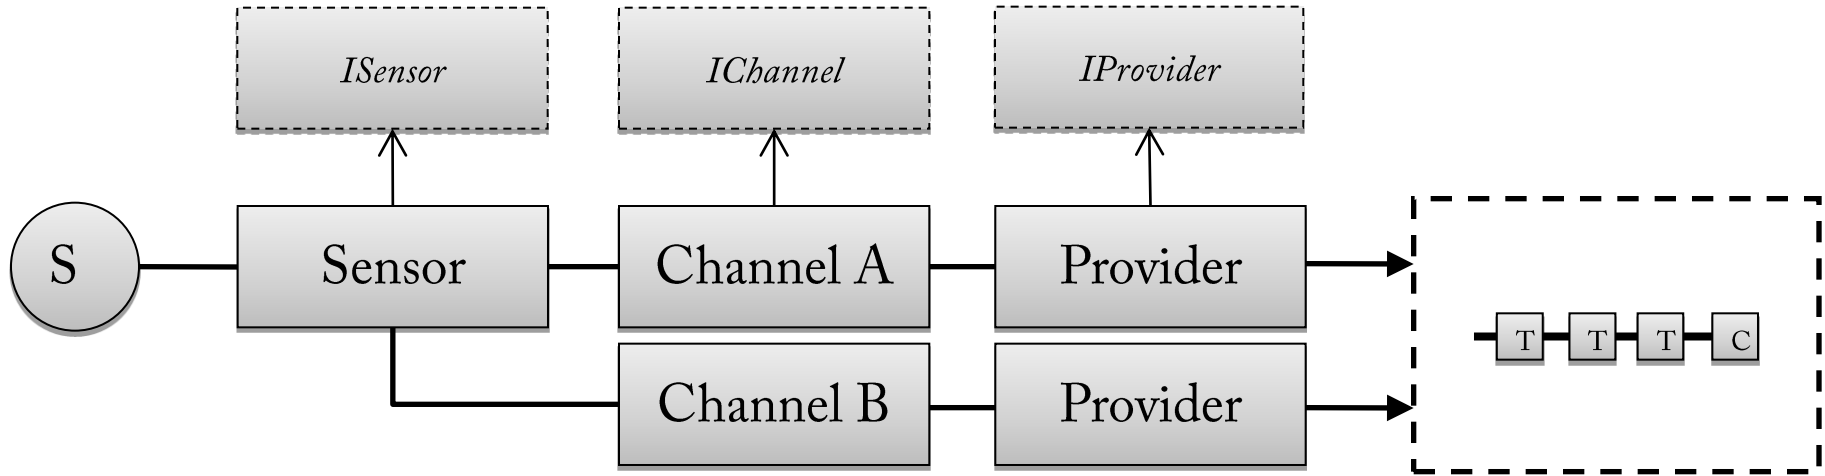 ISensor
IChannel
IProvider
S
Sensor
Channel A
Provider
T T T C
Channel B
Provider